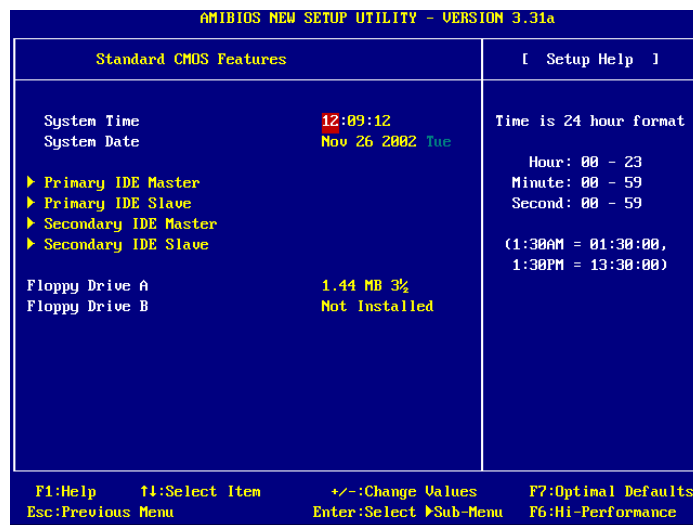 AMIBIOS NEW SETUP UTILITY - VERSION 3.31a
Standard CMOS Features
[ Setup Help ]
System Time 12:09:12
System Date Nov 26 2002 Tue
▶ Primary IDE Master
▶ Primary IDE Slave
▶ Secondary IDE Master
▶ Secondary IDE Slave
Floppy Drive A 1.44 MB 3½
Floppy Drive B Not Installed
Time is 24 hour format
Hour: 00 - 23
Minute: 00 - 59
Second: 00 - 59
(1:30AM = 01:30:00,
1:30PM = 13:30:00)
F1:Help ↑↓:Select Item +/-:Change Values F7:Optimal Defaults
Esc:Previous Menu Enter:Select ▶Sub-Menu F6:Hi-Performance